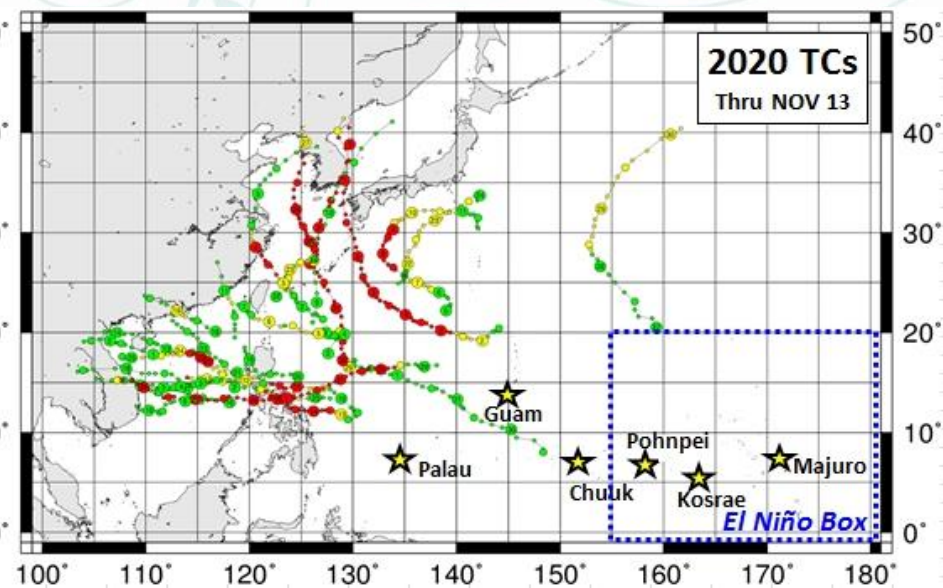 2020 TCs
Thru NOV 13
50°
40°
30°
20°
10°
0°
Guam
Palau
Chuuk
Pohnpei
Kosrae
Majuro
El Niño Box
100° 110° 120° 130° 140° 150° 160° 170° 180°